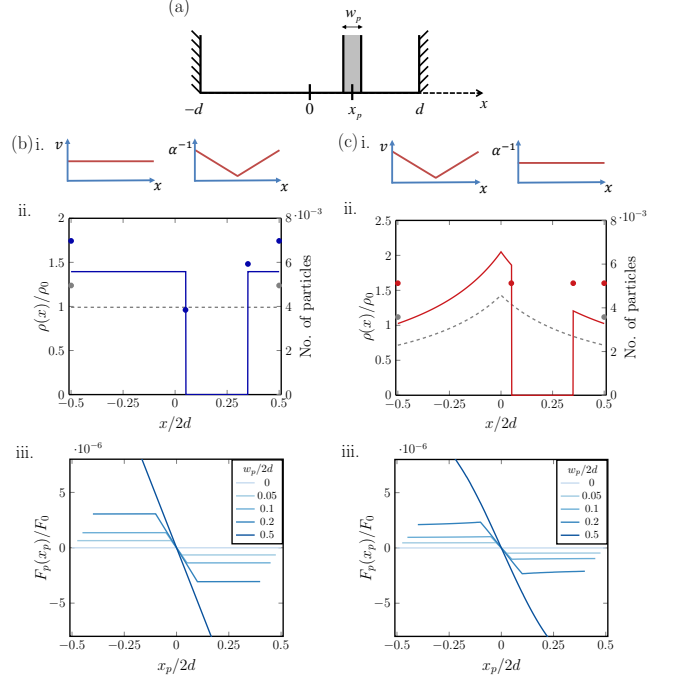 (a)
w_p
−d 0 x_p d x
(b) i. v x α⁻¹ x
(c) i. v x α⁻¹ x
ii.
2
1.5
1
0.5
0
ρ(x)/ρ₀
8 ·10⁻³
6
4
2
0
No. of particles
−0.5 −0.25 0 0.25 0.5
x/2d
ii.
2.5
2
1.5
1
0.5
0
ρ(x)/ρ₀
8 ·10⁻³
6
4
2
0
No. of particles
−0.5 −0.25 0 0.25 0.5
x/2d
iii.
·10⁻⁶
5
0
−5
F_p(x_p)/F₀
w_p/2d
0
0.05
0.1
0.2
0.5
−0.5 −0.25 0 0.25 0.5
x_p/2d
iii.
·10⁻⁶
5
0
−5
F_p(x_p)/F₀
w_p/2d
0
0.05
0.1
0.2
0.5
−0.5 −0.25 0 0.25 0.5
x_p/2d